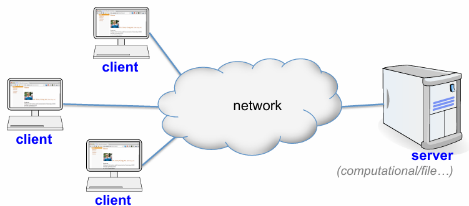 client
network
client
server
(computational/file…)
client